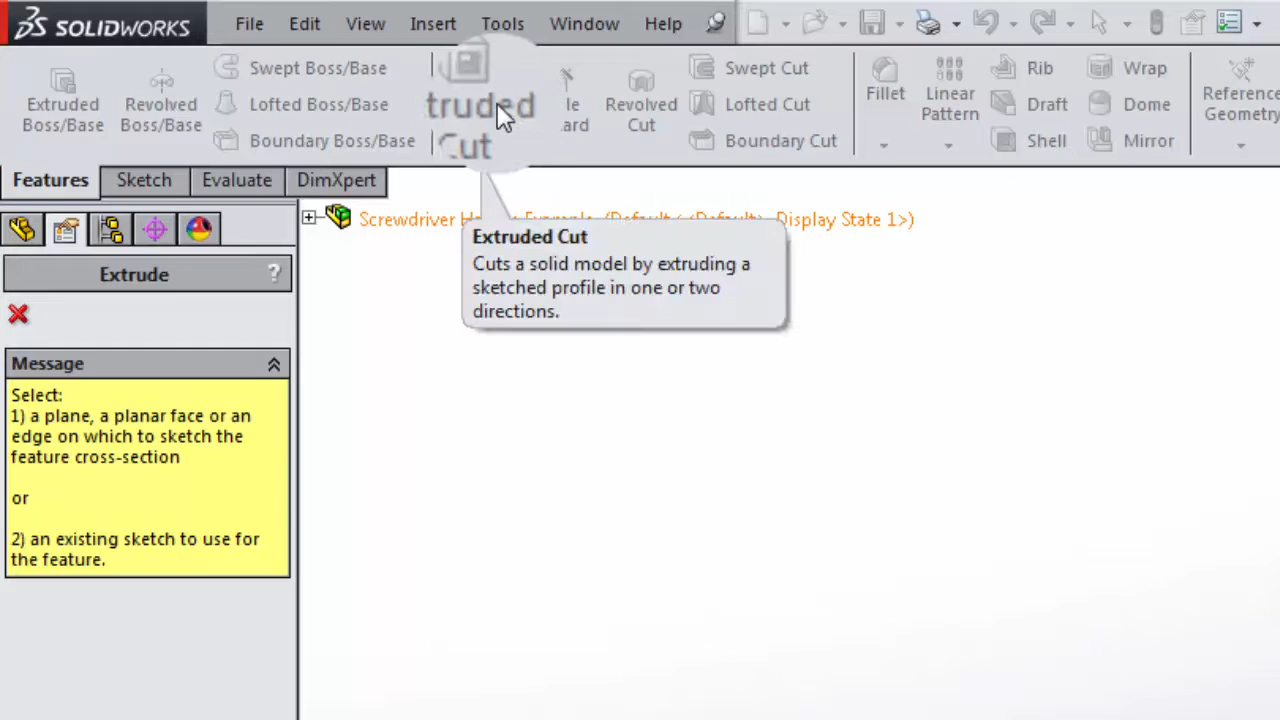 SOLIDWORKS File Edit View Insert Tools Window Help
Extruded
Boss/Base
Revolved
Boss/Base
Swept Boss/Base
Lofted Boss/Base
Boundary Boss/Base
truded
Cut
le
ard
Revolved
Cut
Swept Cut
Lofted Cut
Boundary Cut
Fillet
Linear
Pattern
Rib
Draft
Shell
Wrap
Dome
Mirror
Reference
Geometry
Features Sketch Evaluate DimXpert
Screwdriver Display State 1>)
Extruded Cut
Cuts a solid model by extruding a
sketched profile in one or two
directions.
Extrude ?
Message
Select:
1) a plane, a planar face or an
edge on which to sketch the
feature cross-section
or
2) an existing sketch to use for
the feature.